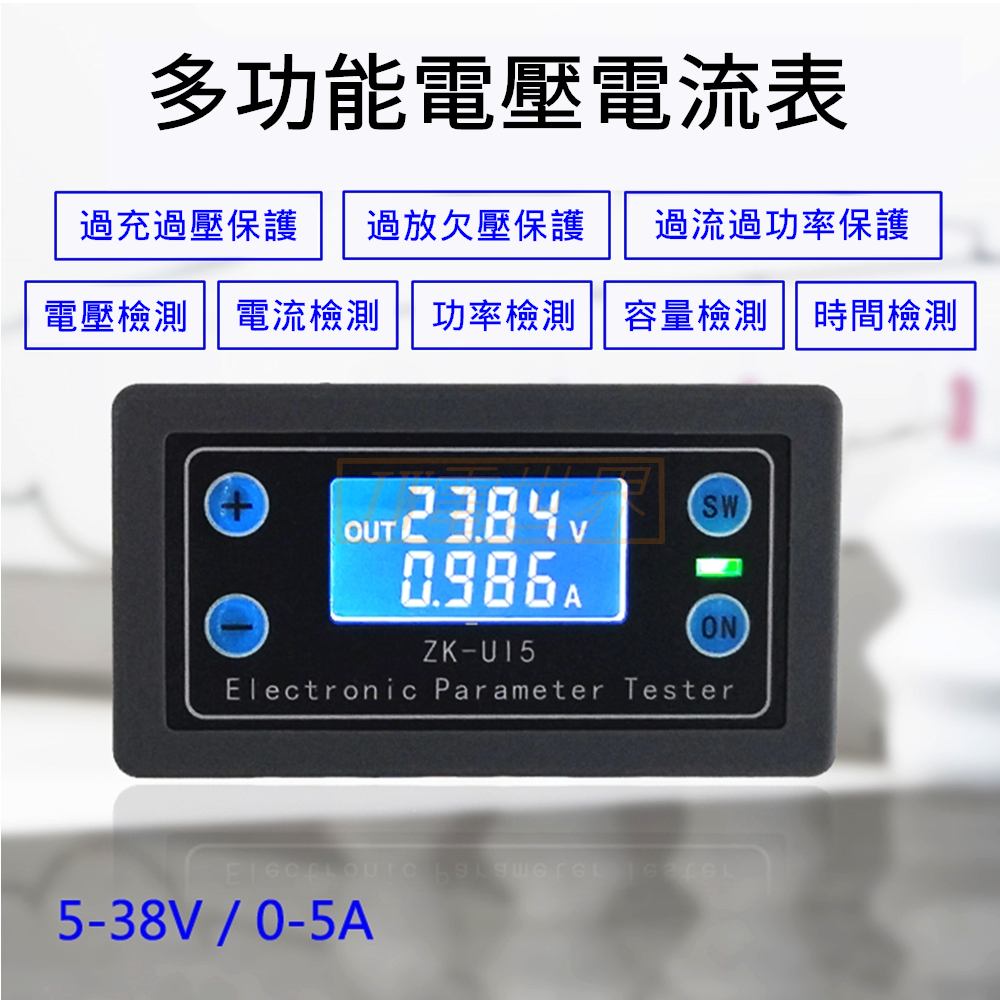 多功能電壓電流表
過充過壓保護 過放欠壓保護 過流過功率保護
電壓檢測 電流檢測 功率檢測 容量檢測 時間檢測
+ SW
OUT 23.84 V
0.986 A
- ON
ZK-UI5
Electronic Parameter Tester
5-38V / 0-5A